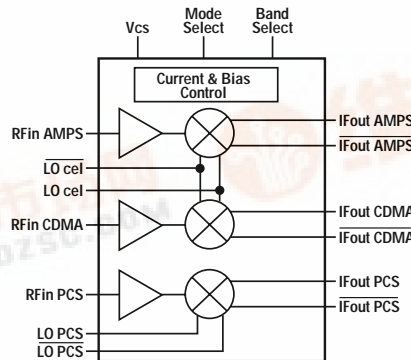 Mode
Select
Band
Select
Vcs
Current & Bias
Control
RFin AMPS
IFout AMPS
IFout AMPS
LO cel
LO cel
RFin CDMA
IFout CDMA
IFout CDMA
RFin PCS
IFout PCS
IFout PCS
LO PCS
LO PCS